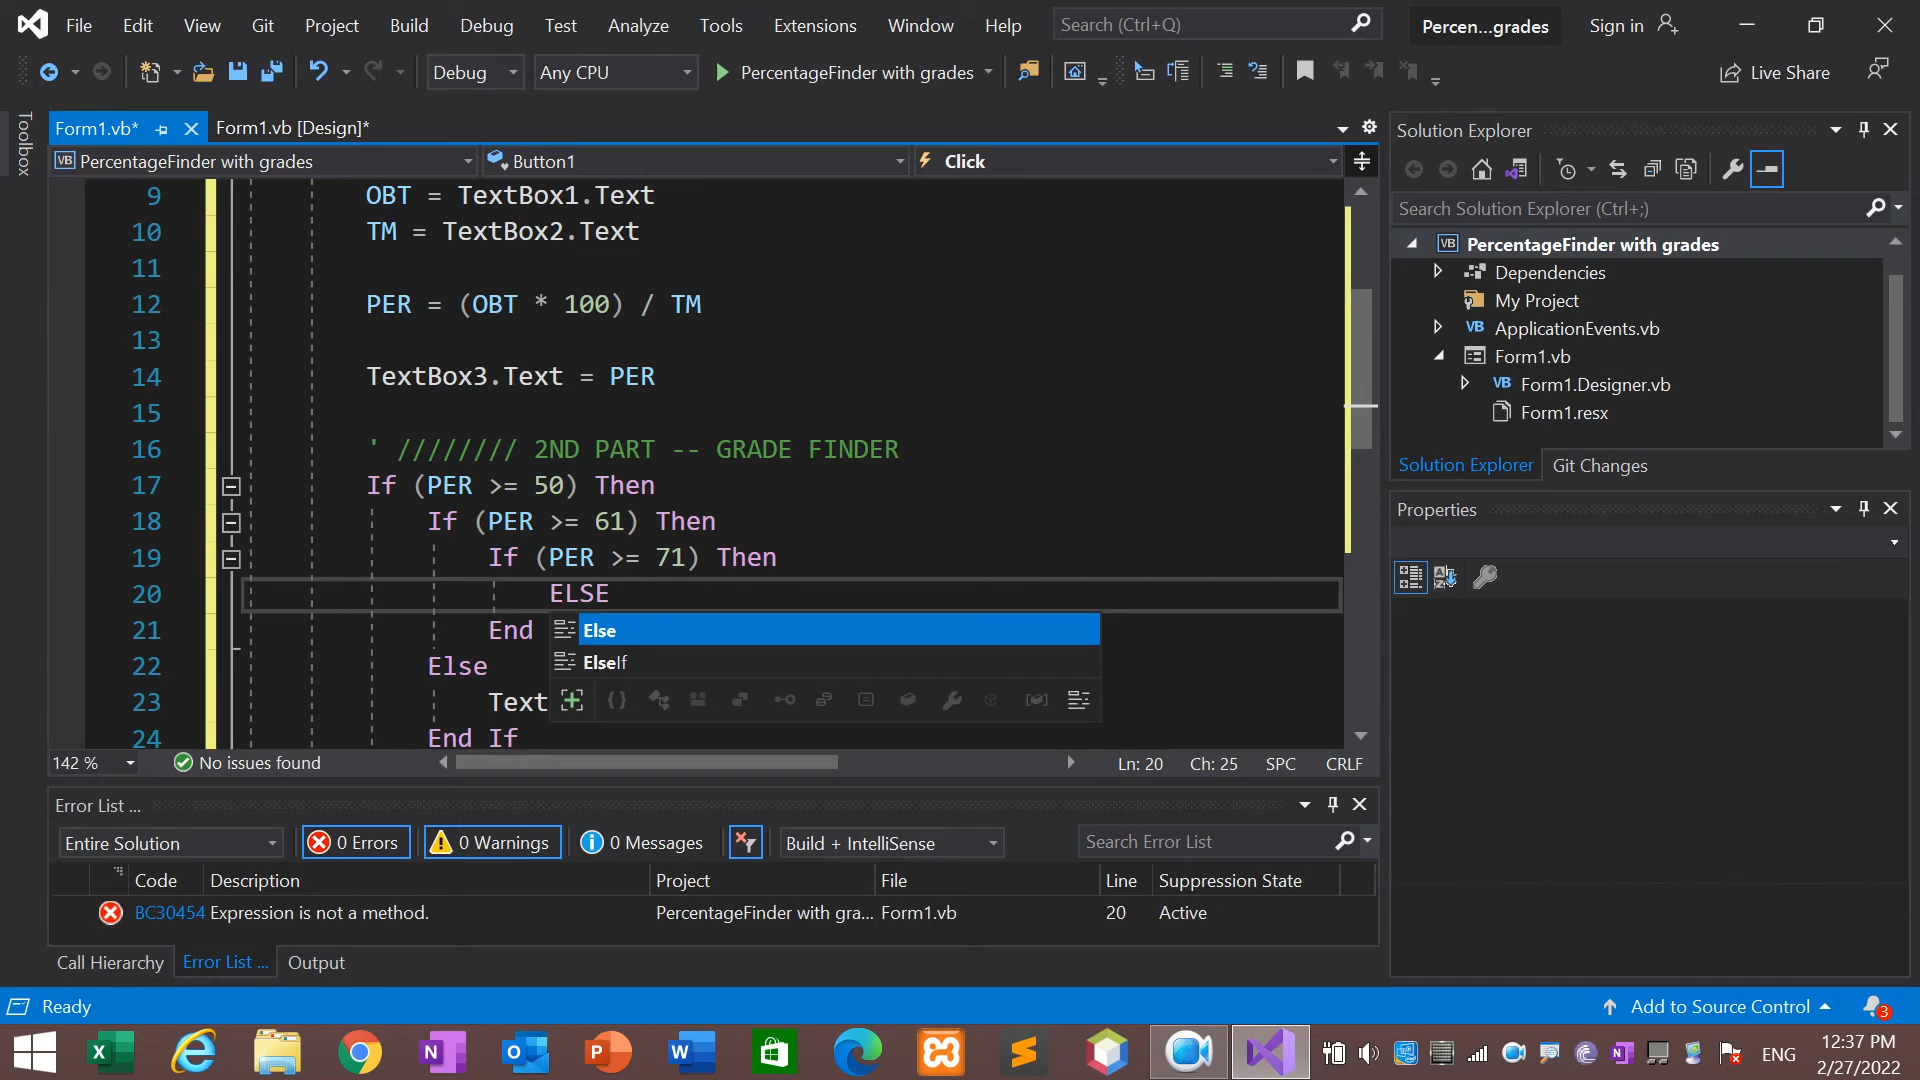 File Edit View Git Project Build Debug Test Analyze Tools Extensions Window Help Search (Ctrl+Q) Percen...grades Sign in
Debug Any CPU PercentageFinder with grades Live Share
Toolbox
Form1.vb* Form1.vb [Design]*
PercentageFinder with grades Button1 Click
9 OBT = TextBox1.Text
10 TM = TextBox2.Text
11
12 PER = (OBT * 100) / TM
13
14 TextBox3.Text = PER
15
16 ' //////// 2ND PART -- GRADE FINDER
17 If (PER >= 50) Then
18 If (PER >= 61) Then
19 If (PER >= 71) Then
20 ELSE
21 End
22 Else
23 Text
24 End If
Else
ElseIf
142 % No issues found Ln: 20 Ch: 25 SPC CRLF
Error List ...
Entire Solution 0 Errors 0 Warnings 0 Messages Build + IntelliSense Search Error List
Code Description Project File Line Suppression State
BC30454 Expression is not a method. PercentageFinder with gra... Form1.vb 20 Active
Call Hierarchy Error List ... Output
Solution Explorer
Search Solution Explorer (Ctrl+;)
PercentageFinder with grades
Dependencies
My Project
ApplicationEvents.vb
Form1.vb
Form1.Designer.vb
Form1.resx
Solution Explorer Git Changes
Properties
Ready Add to Source Control 3
ENG 12:37 PM
2/27/2022